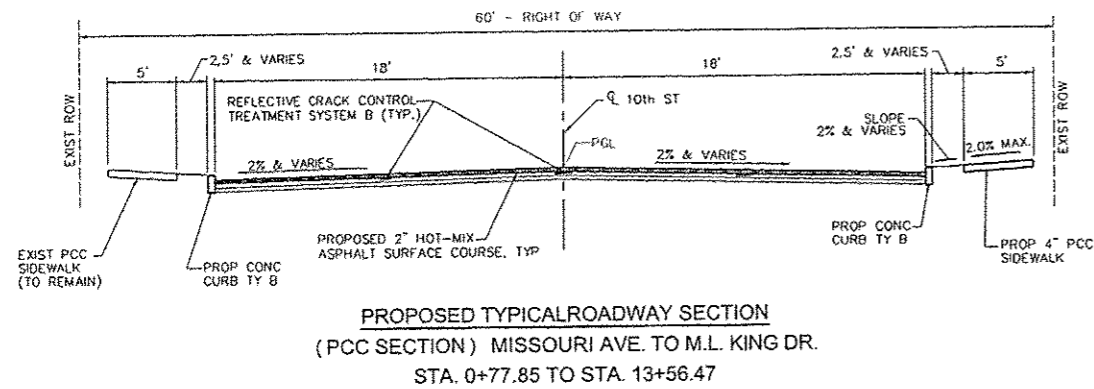 60' - RIGHT OF WAY
EXIST ROW
5'
2.5' & VARIES
18'
18'
2.5' & VARIES
5'
EXIST ROW
REFLECTIVE CRACK CONTROL
TREATMENT SYSTEM B (TYP.)
℄ 10th ST
PGL
SLOPE
2% & VARIES
2.0% MAX.
2% & VARIES
2% & VARIES
EXIST PCC
SIDEWALK
(TO REMAIN)
PROP CONC
CURB TY B
PROPOSED 2" HOT-MIX
ASPHALT SURFACE COURSE, TYP
PROP CONC
CURB TY B
PROP 4" PCC
SIDEWALK
PROPOSED TYPICALROADWAY SECTION
( PCC SECTION ) MISSOURI AVE. TO M.L. KING DR.
STA. 0+77.85 TO STA. 13+56.47